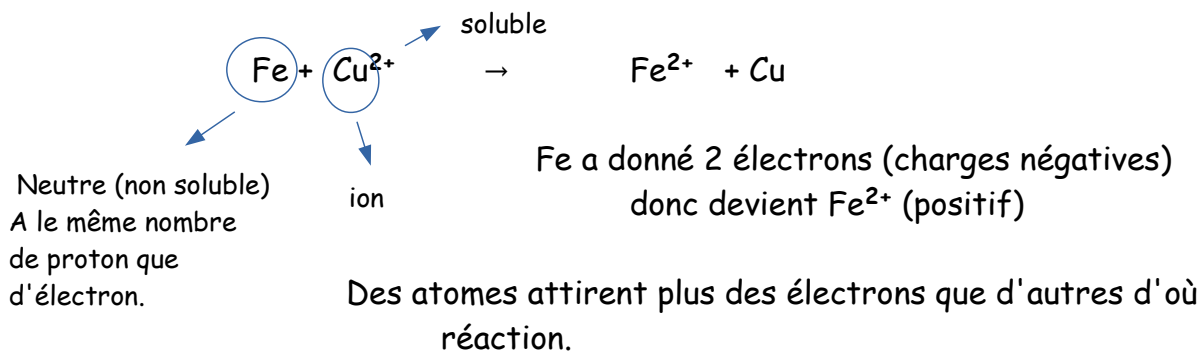 soluble
Fe + Cu²⁺ → Fe²⁺ + Cu
Fe a donné 2 électrons (charges négatives)
donc devient Fe²⁺ (positif)
Neutre (non soluble)
A le même nombre
de proton que
d'électron.
ion
Des atomes attirent plus des électrons que d'autres d'où
réaction.